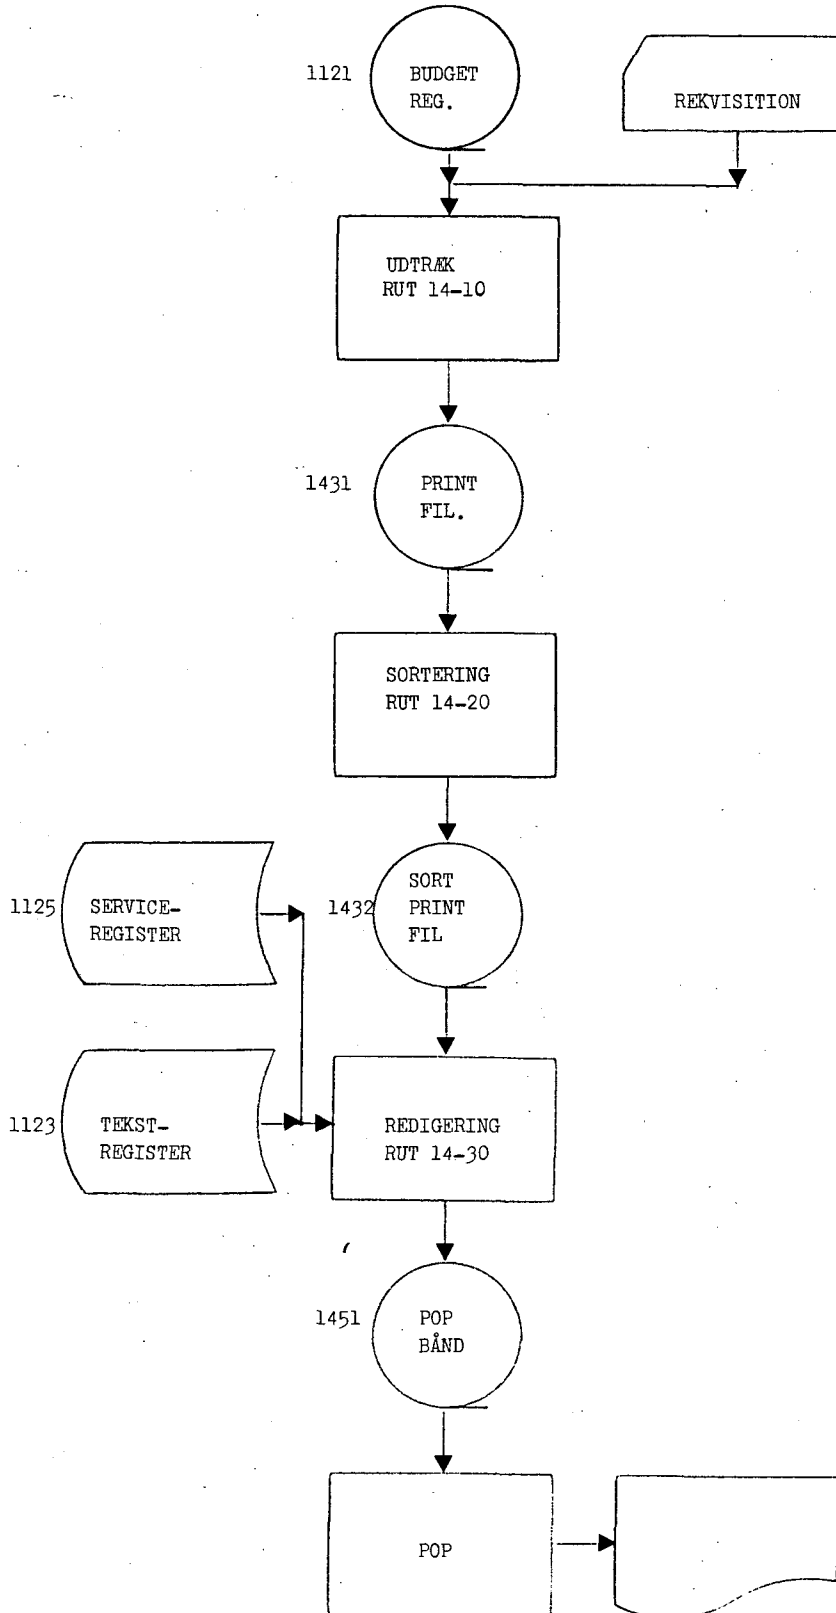 1121
BUDGET
REG.
REKVISITION
UDTRÆK
RUT 14-10
1431
PRINT
FIL.
SORTERING
RUT 14-20
1125
SERVICE-
REGISTER
1432
SORT
PRINT
FIL
1123
TEKST-
REGISTER
REDIGERING
RUT 14-30
1451
POP
BÅND
POP